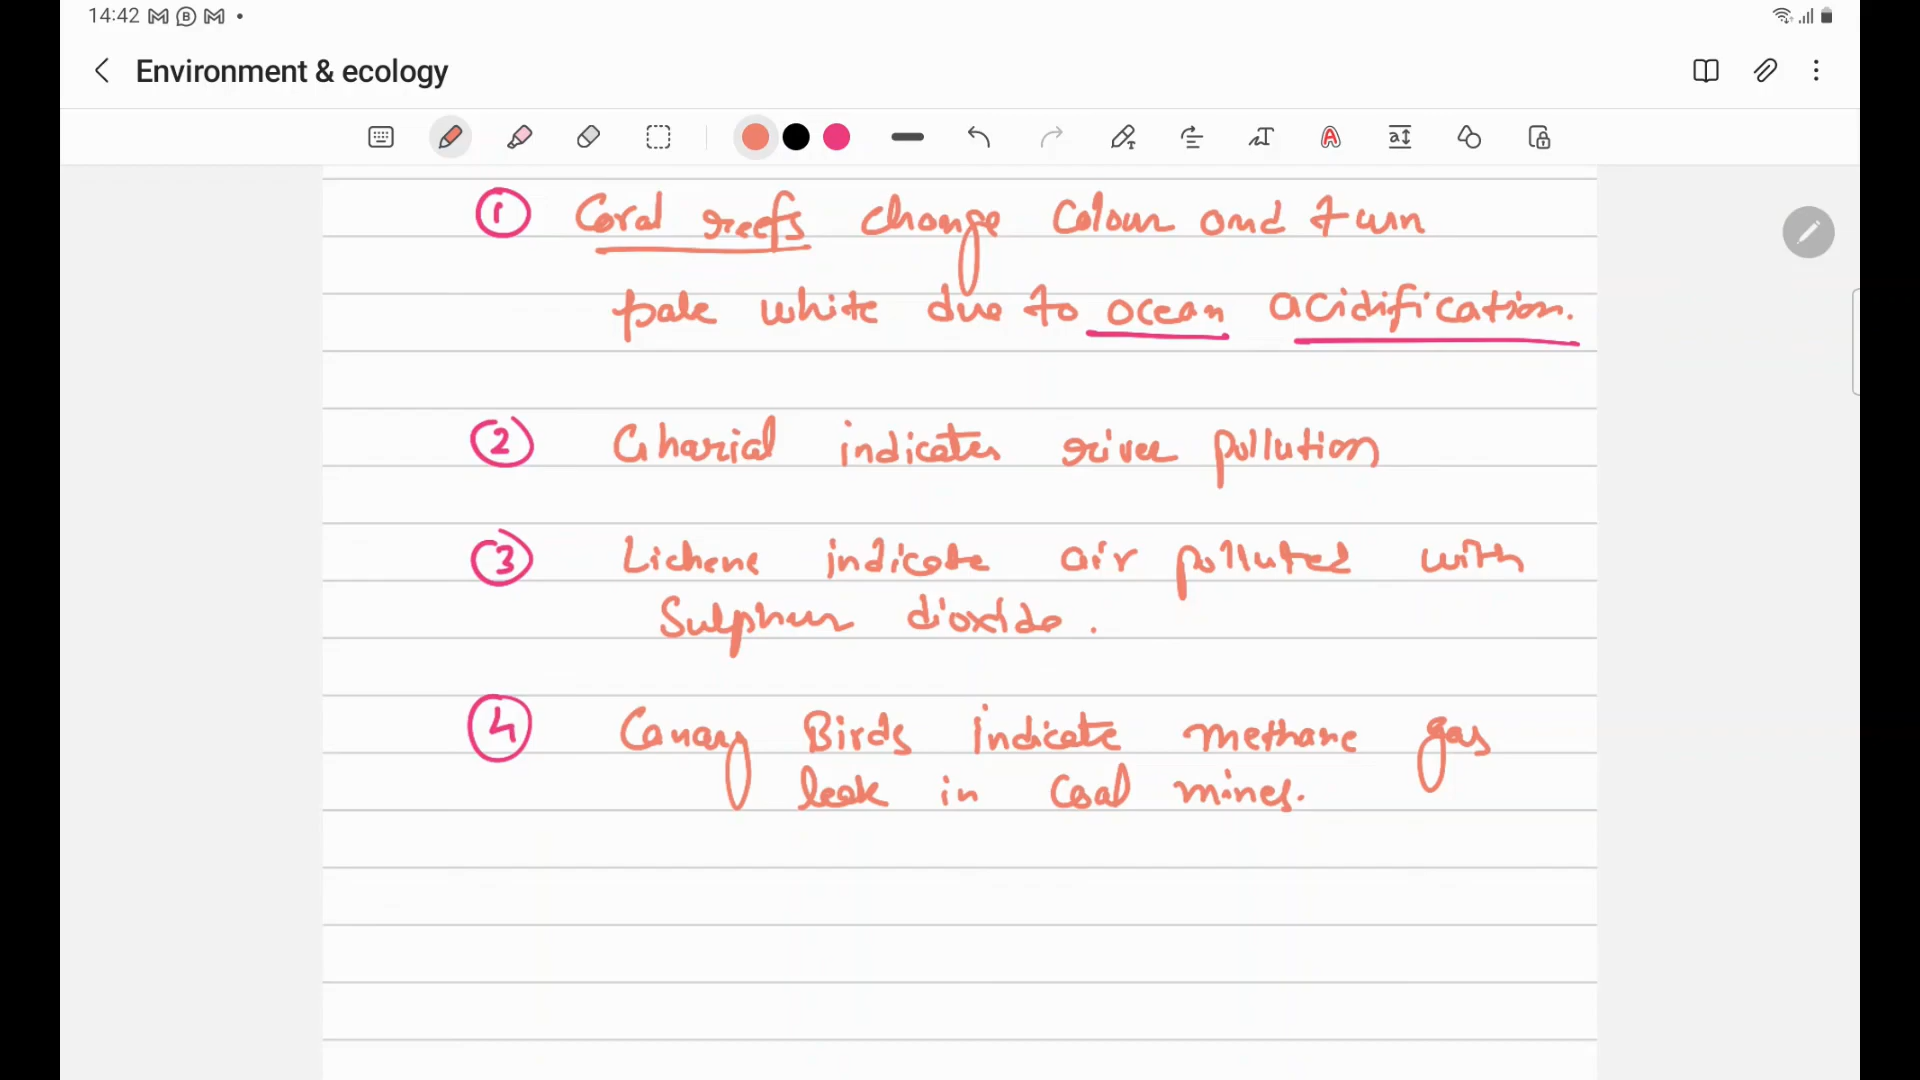 14:42
Environment & ecology
① Coral reefs change Colour and turn
pale white due to ocean acidification.
② Gharial indicates river pollution
③ Lichens indicate air polluted with
Sulphur dioxide.
④ Canary Birds indicate methane gas
leak in Coal mines.